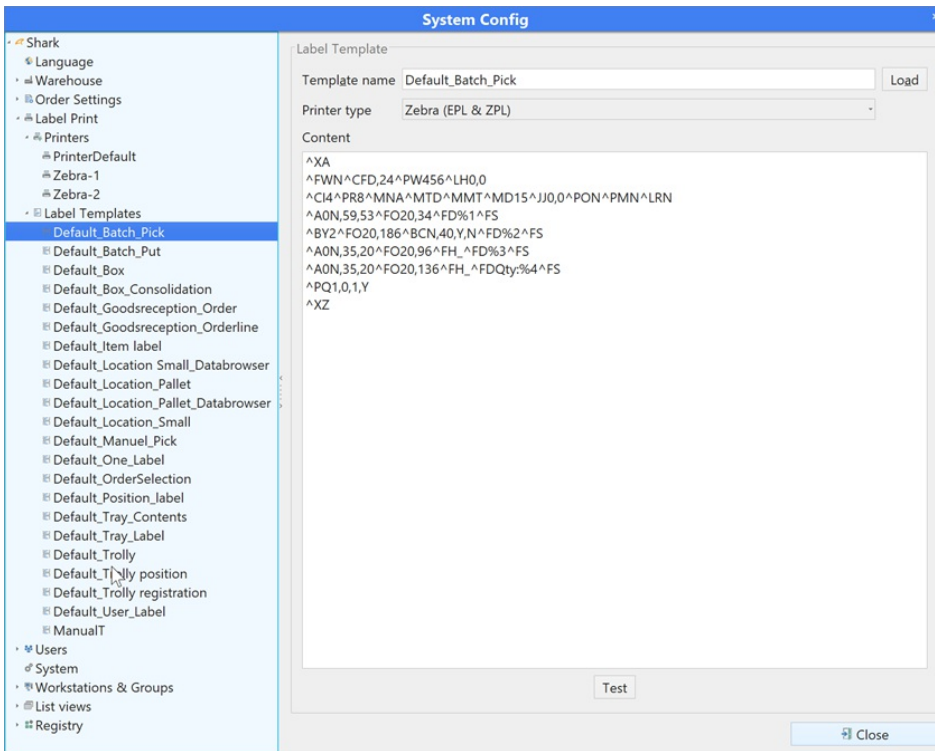 System Config
Shark
Language
Warehouse
Order Settings
Label Print
Printers
PrinterDefault
Zebra-1
Zebra-2
Label Templates
Default_Batch_Pick
Default_Batch_Put
Default_Box
Default_Box_Consolidation
Default_Goodsreception_Order
Default_Goodsreception_Orderline
Default_Item label
Default_Location Small_Databrowser
Default_Location_Pallet
Default_Location_Pallet_Databrowser
Default_Location_Small
Default_Manuel_Pick
Default_One_Label
Default_OrderSelection
Default_Position_label
Default_Tray_Contents
Default_Tray_Label
Default_Trolly
Default_Trolly position
Default_Trolly registration
Default_User_Label
ManualT
Users
System
Workstations & Groups
List views
Registry
Label Template
Template name Default_Batch_Pick Load
Printer type Zebra (EPL & ZPL)
Content
^XA
^FWN^CFD,24^PW456^LH0,0
^CI4^PR8^MNA^MTD^MMT^MD15^JJ0,0^PON^PMN^LRN
^A0N,59,53^FO20,34^FD%1^FS
^BY2^FO20,186^BCN,40,Y,N^FD%2^FS
^A0N,35,20^FO20,96^FH_^FD%3^FS
^A0N,35,20^FO20,136^FH_^FDQty:%4^FS
^PQ1,0,1,Y
^XZ
Test
Close